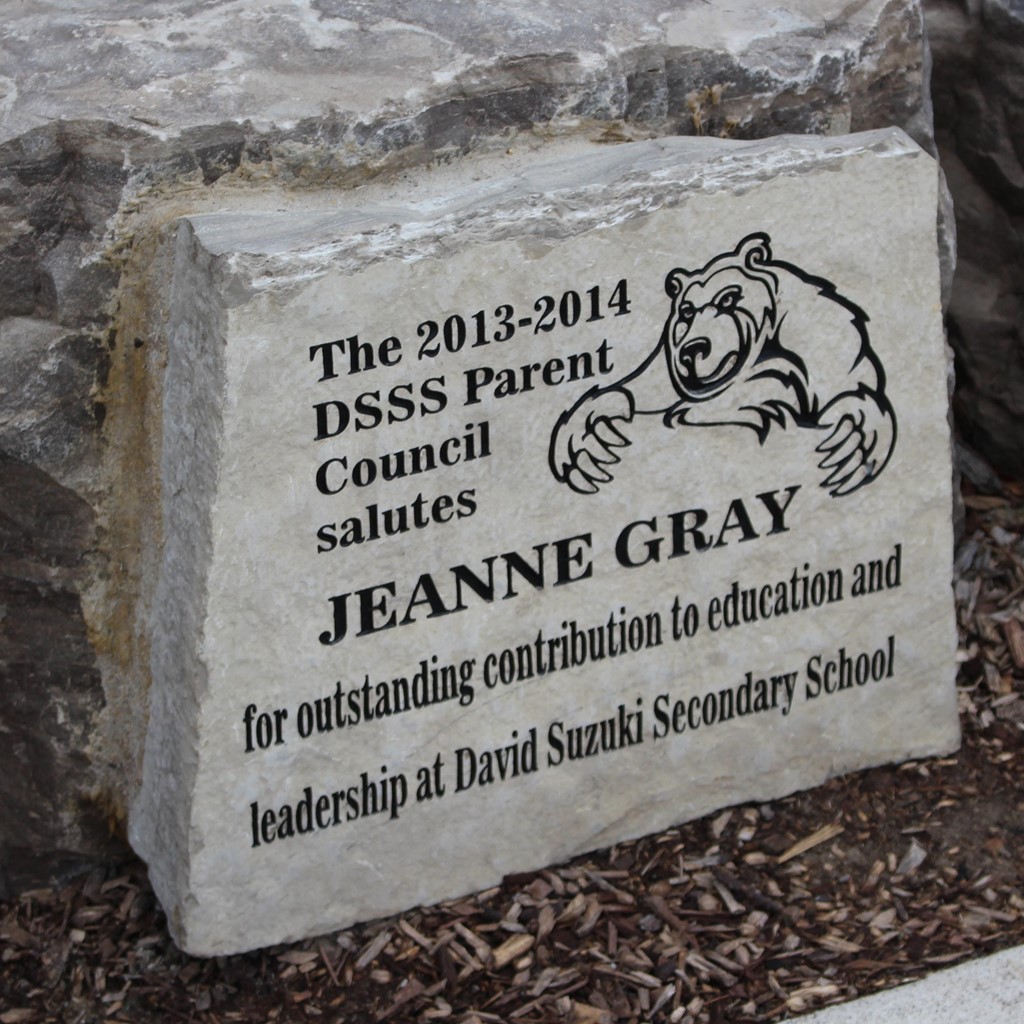 The 2013-2014
DSSS Parent
Council
salutes
JEANNE GRAY
for outstanding contribution to education and
leadership at David Suzuki Secondary School